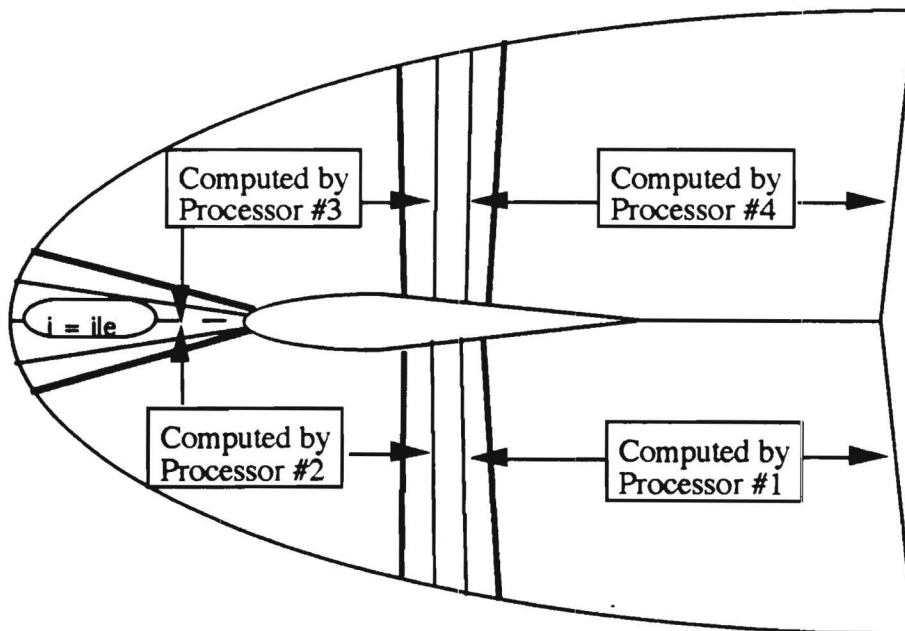 Computed by
Processor #3
Computed by
Processor #4
i = ile
Computed by
Processor #2
Computed by
Processor #1